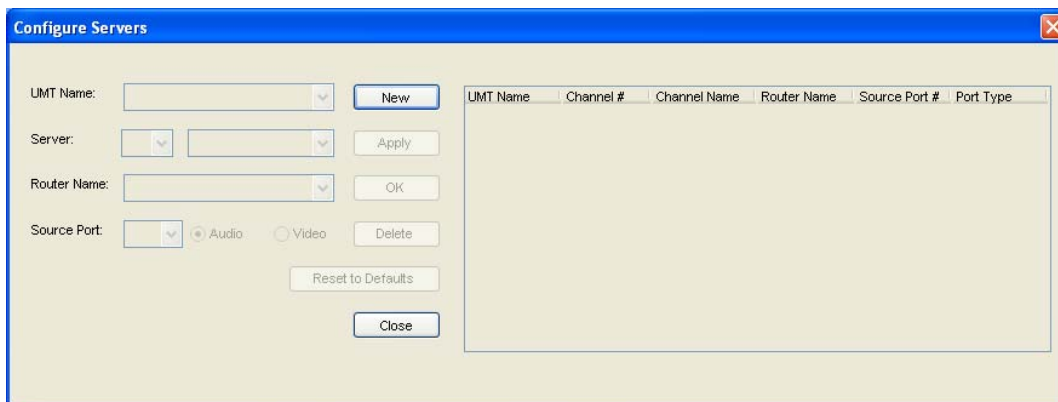 Configure Servers
UMT Name:
New
Server:
Apply
Router Name:
OK
Source Port:
Audio
Video
Delete
Reset to Defaults
Close
UMT Name Channel # Channel Name Router Name Source Port # Port Type